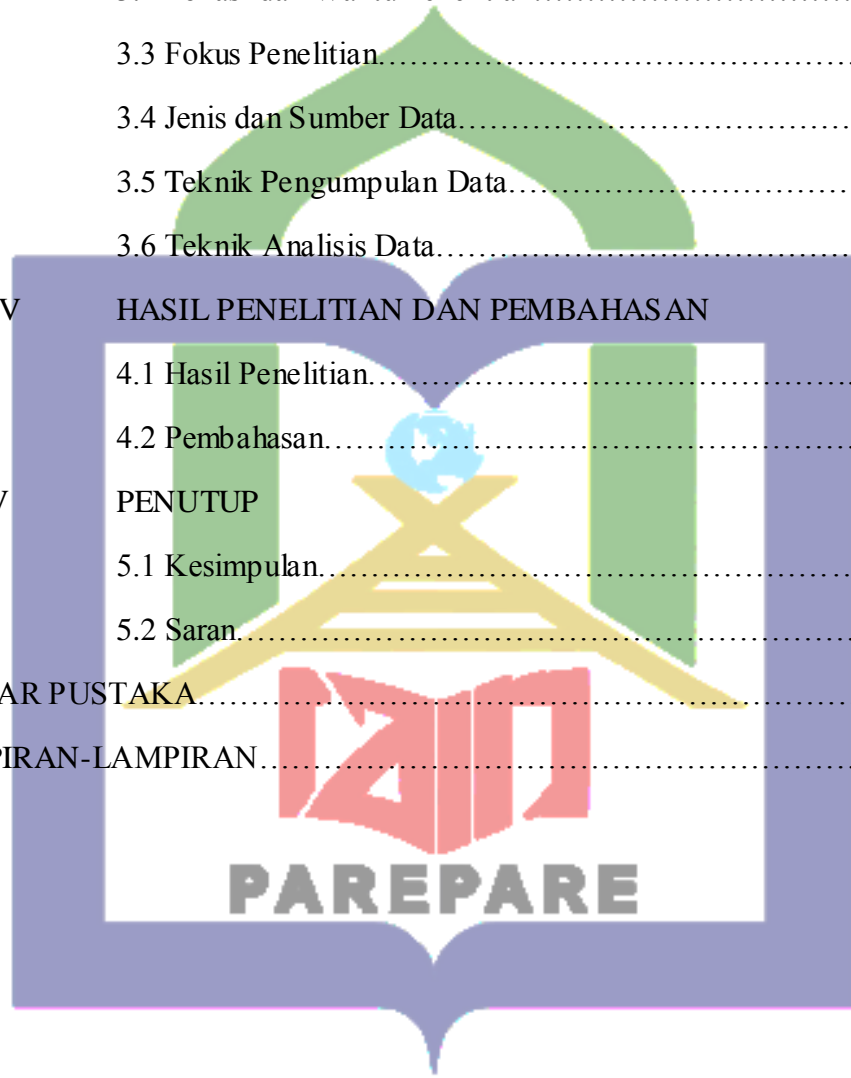 3.3 Fokus Penelitian
3.4 Jenis dan Sumber Data
3.5 Teknik Pengumpulan Data
3.6 Teknik Analisis Data
V HASIL PENELITIAN DAN PEMBAHASAN
4.1 Hasil Penelitian
4.2 Pembahasan
V PENUTUP
5.1 Kesimpulan
5.2 Saran
AR PUSTAKA
PIRAN-LAMPIRAN
iain
PAREPARE